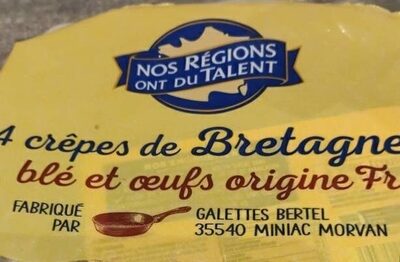 NOS RÉGIONS
ONT DU TALENT
4 crêpes de Bretagne
blé et œufs origine Fr
FABRIQUÉ
PAR
GALETTES BERTEL
35540 MINIAC MORVAN